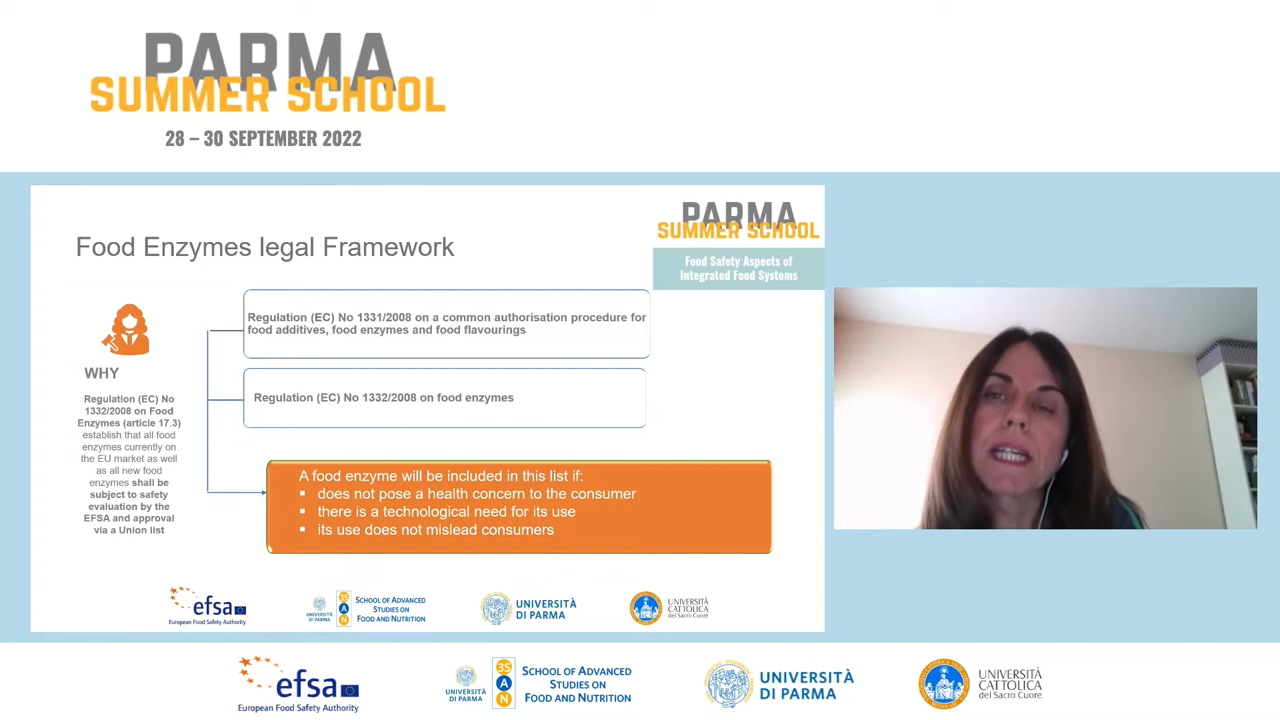 PARMA
SUMMER SCHOOL
28 – 30 SEPTEMBER 2022
PARMA
SUMMER SCHOOL
Food Safety Aspects of
Integrated Food Systems
Food Enzymes legal Framework
WHY
Regulation (EC) No
1332/2008 on Food
Enzymes (article 17.3)
establish that all food
enzymes currently on
the EU market as well
as all new food
enzymes shall be
subject to safety
evaluation by the
EFSA and approval
via a Union list
Regulation (EC) No 1331/2008 on a common authorisation procedure for
food additives, food enzymes and food flavourings
Regulation (EC) No 1332/2008 on food enzymes
A food enzyme will be included in this list if:
▪ does not pose a health concern to the consumer
▪ there is a technological need for its use
▪ its use does not mislead consumers
efsa
European Food Safety Authority
UNIVERSITÀ
DI PARMA
3S
A
N
SCHOOL OF ADVANCED
STUDIES ON
FOOD AND NUTRITION
UNIVERSITÀ
DI PARMA
UNIVERSITÀ
CATTOLICA
del Sacro Cuore
efsa
European Food Safety Authority
UNIVERSITÀ
DI PARMA
3S
A
N
SCHOOL OF ADVANCED
STUDIES ON
FOOD AND NUTRITION
UNIVERSITÀ
DI PARMA
UNIVERSITÀ
CATTOLICA
del Sacro Cuore